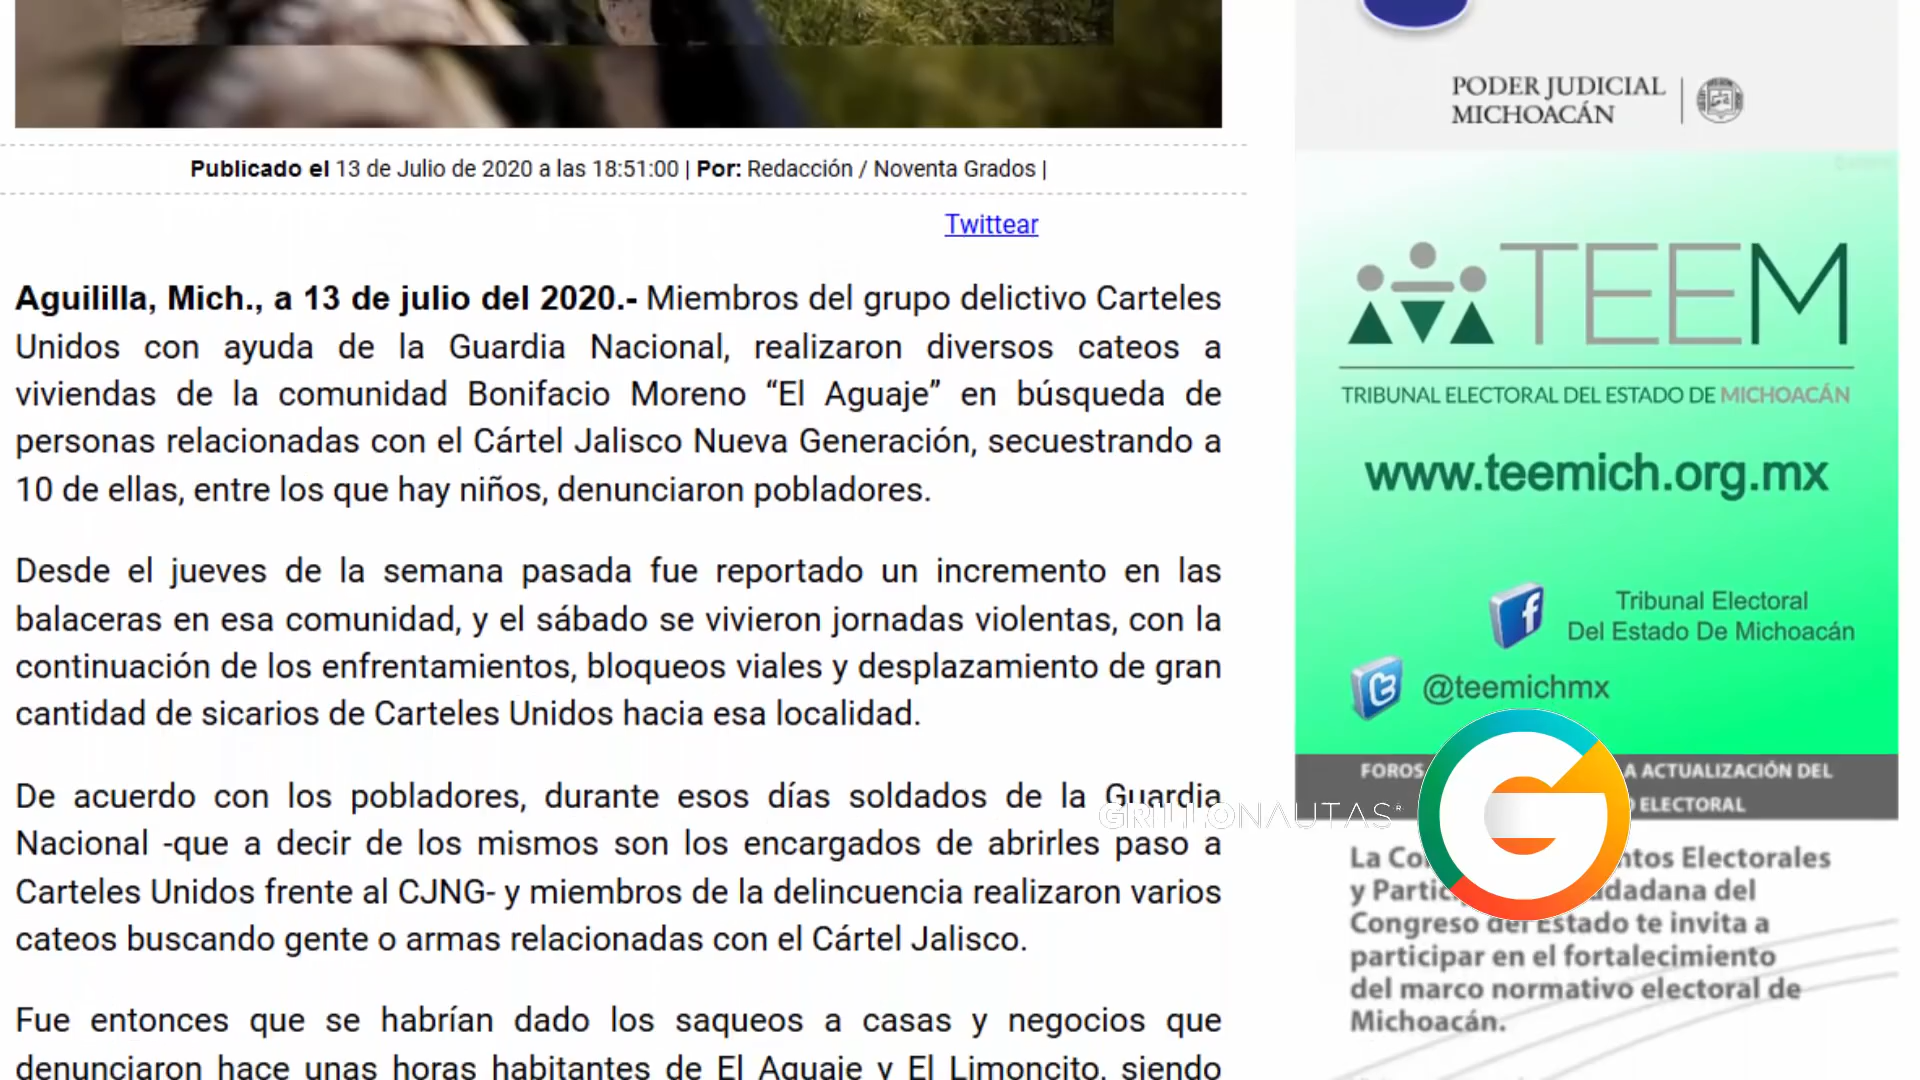 Publicado el 13 de Julio de 2020 a las 18:51:00 | Por: Redacción / Noventa Grados |
Twittear
Aguililla, Mich., a 13 de julio del 2020.- Miembros del grupo delictivo Carteles
Unidos con ayuda de la Guardia Nacional, realizaron diversos cateos a
viviendas de la comunidad Bonifacio Moreno “El Aguaje” en búsqueda de
personas relacionadas con el Cártel Jalisco Nueva Generación, secuestrando a
10 de ellas, entre los que hay niños, denunciaron pobladores.
Desde el jueves de la semana pasada fue reportado un incremento en las
balaceras en esa comunidad, y el sábado se vivieron jornadas violentas, con la
continuación de los enfrentamientos, bloqueos viales y desplazamiento de gran
cantidad de sicarios de Carteles Unidos hacia esa localidad.
De acuerdo con los pobladores, durante esos días soldados de la Guardia
Nacional -que a decir de los mismos son los encargados de abrirles paso a
Carteles Unidos frente al CJNG- y miembros de la delincuencia realizaron varios
cateos buscando gente o armas relacionadas con el Cártel Jalisco.
Fue entonces que se habrían dado los saqueos a casas y negocios que
denunciaron hace unas horas habitantes de El Aguaje y El Limoncito, siendo
PODER JUDICIAL
MICHOACÁN
TEEM
TRIBUNAL ELECTORAL DEL ESTADO DE MICHOACÁN
www.teemich.org.mx
Tribunal Electoral
Del Estado De Michoacán
@teemichmx
GRILLONAUTAS
G
FOROS A ACTUALIZACIÓN DEL
ELECTORAL
La Electorales
y del
Congreso del Estado te invita a
participar en el fortalecimiento
del marco normativo electoral de
Michoacán.